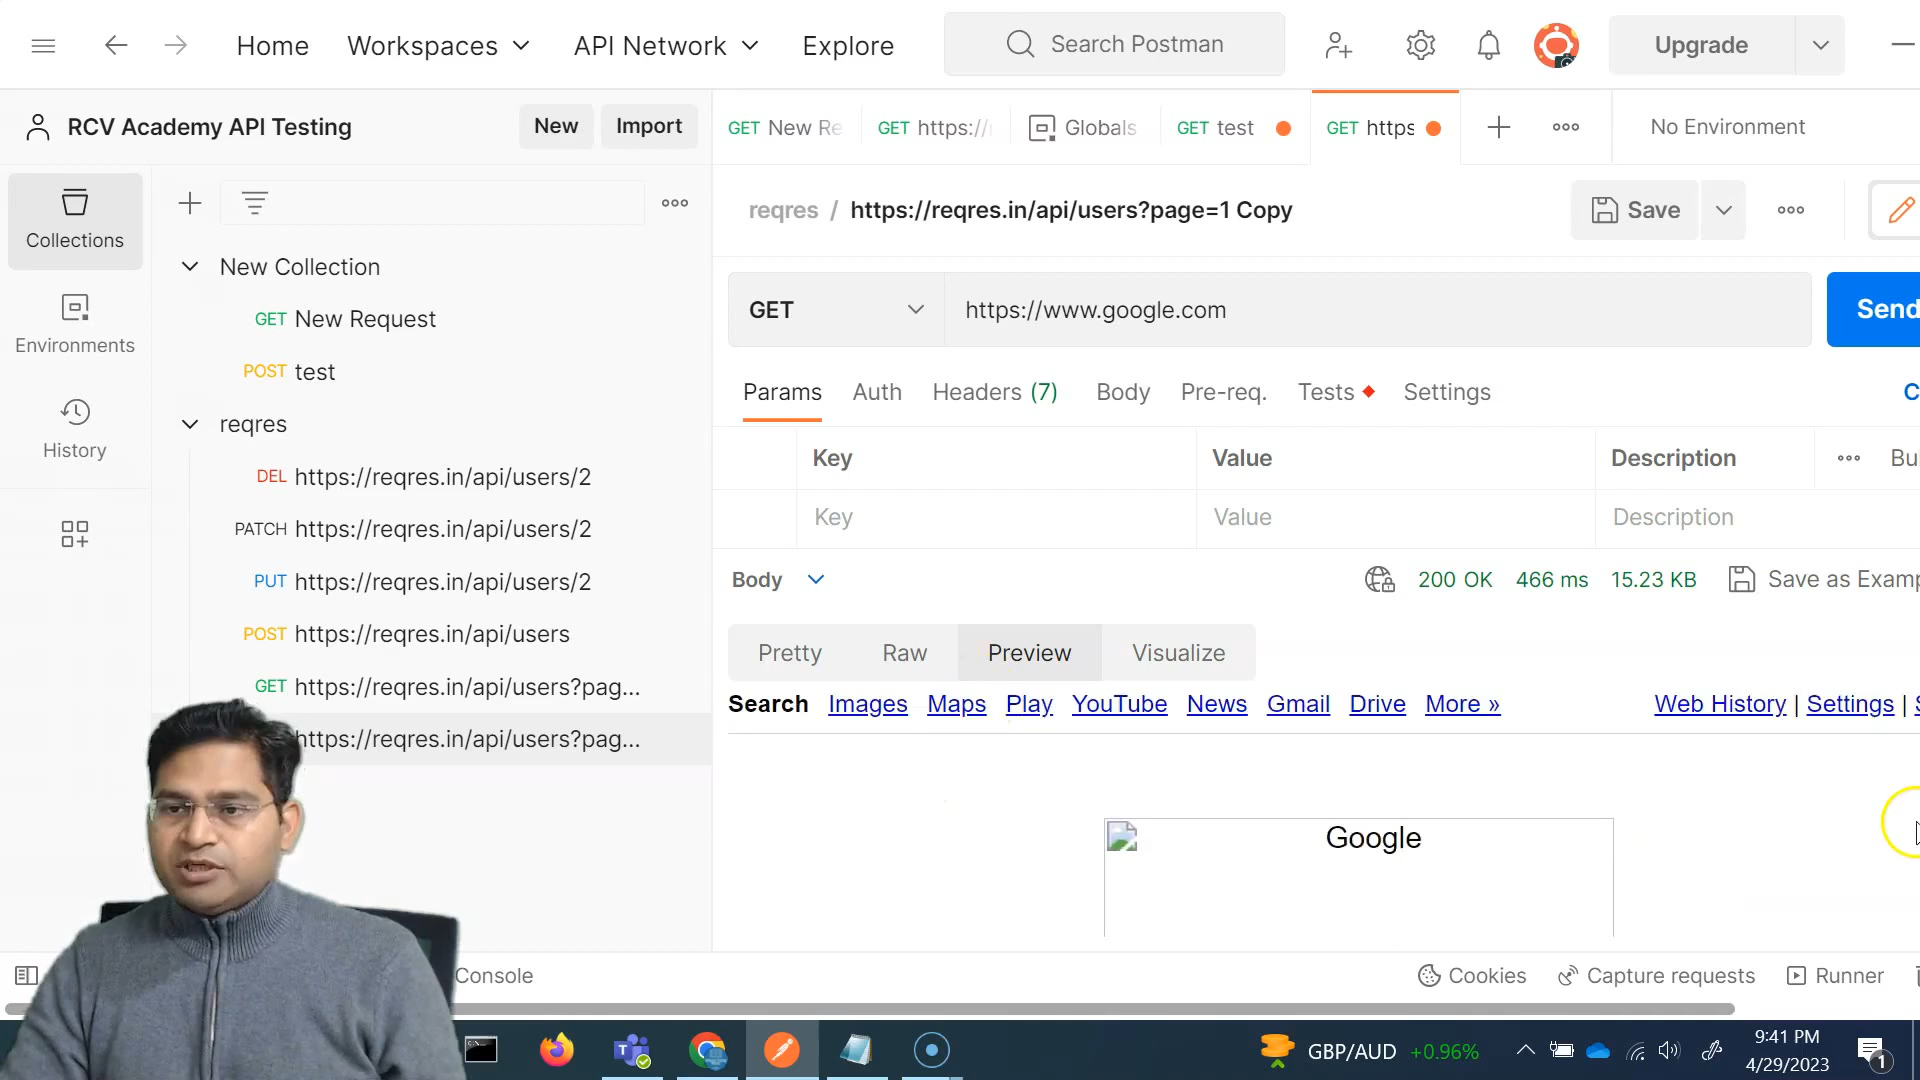 Home Workspaces API Network Explore Search Postman Upgrade
RCV Academy API Testing New Import
GET New Re GET https:// Globals GET test GET https No Environment
Collections
Environments
History
New Collection
GET New Request
POST test
reqres
DEL https://reqres.in/api/users/2
PATCH https://reqres.in/api/users/2
PUT https://reqres.in/api/users/2
POST https://reqres.in/api/users
GET https://reqres.in/api/users?pag...
https://reqres.in/api/users?pag...
reqres / https://reqres.in/api/users?page=1 Copy Save
GET https://www.google.com Send
Params Auth Headers (7) Body Pre-req. Tests Settings C
Key Value Description Bu
Key Value Description
Body 200 OK 466 ms 15.23 KB Save as Examp
Pretty Raw Preview Visualize
Search Images Maps Play YouTube News Gmail Drive More » Web History | Settings |
Google
Console Cookies Capture requests Runner
GBP/AUD +0.96% 9:41 PM
4/29/2023
1